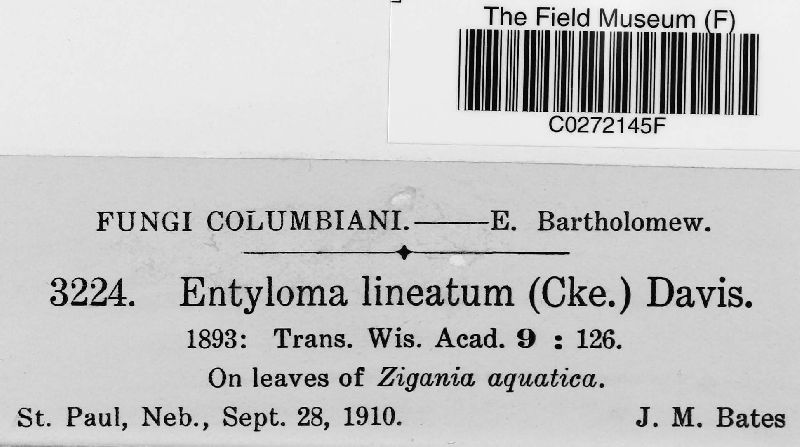 The Field Museum (F)
C0272145F
FUNGI COLUMBIANI.——E. Bartholomew.
3224. Entyloma lineatum (Cke.) Davis.
1893: Trans. Wis. Acad. 9 : 126.
On leaves of Zigania aquatica.
St. Paul, Neb., Sept. 28, 1910. J. M. Bates